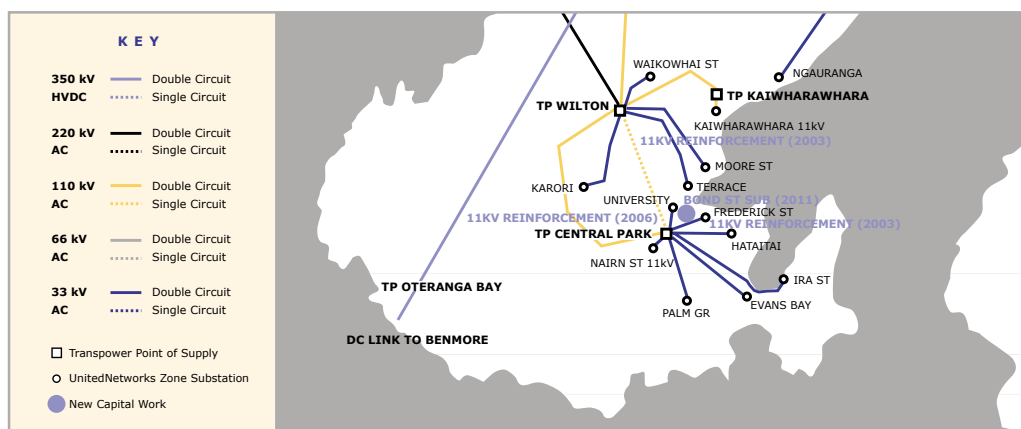 KEY
350 kV Double Circuit
HVDC Single Circuit
220 kV Double Circuit
AC Single Circuit
110 kV Double Circuit
AC Single Circuit
66 kV Double Circuit
AC Single Circuit
33 kV Double Circuit
AC Single Circuit
Transpower Point of Supply
UnitedNetworks Zone Substation
New Capital Work
WAIKOWHAI ST
NGAURANGA
TP WILTON
TP KAIWHARAWHARA
KAIWHARAWHARA 11kV
11KV REINFORCEMENT (2003)
MOORE ST
KARORI
TERRACE
UNIVERSITY
BOND ST SUB (2011)
FREDERICK ST
11KV REINFORCEMENT (2006)
11KV REINFORCEMENT (2003)
TP CENTRAL PARK
HATAITAI
NAIRN ST 11kV
IRA ST
TP OTERANGA BAY
EVANS BAY
PALM GR
DC LINK TO BENMORE